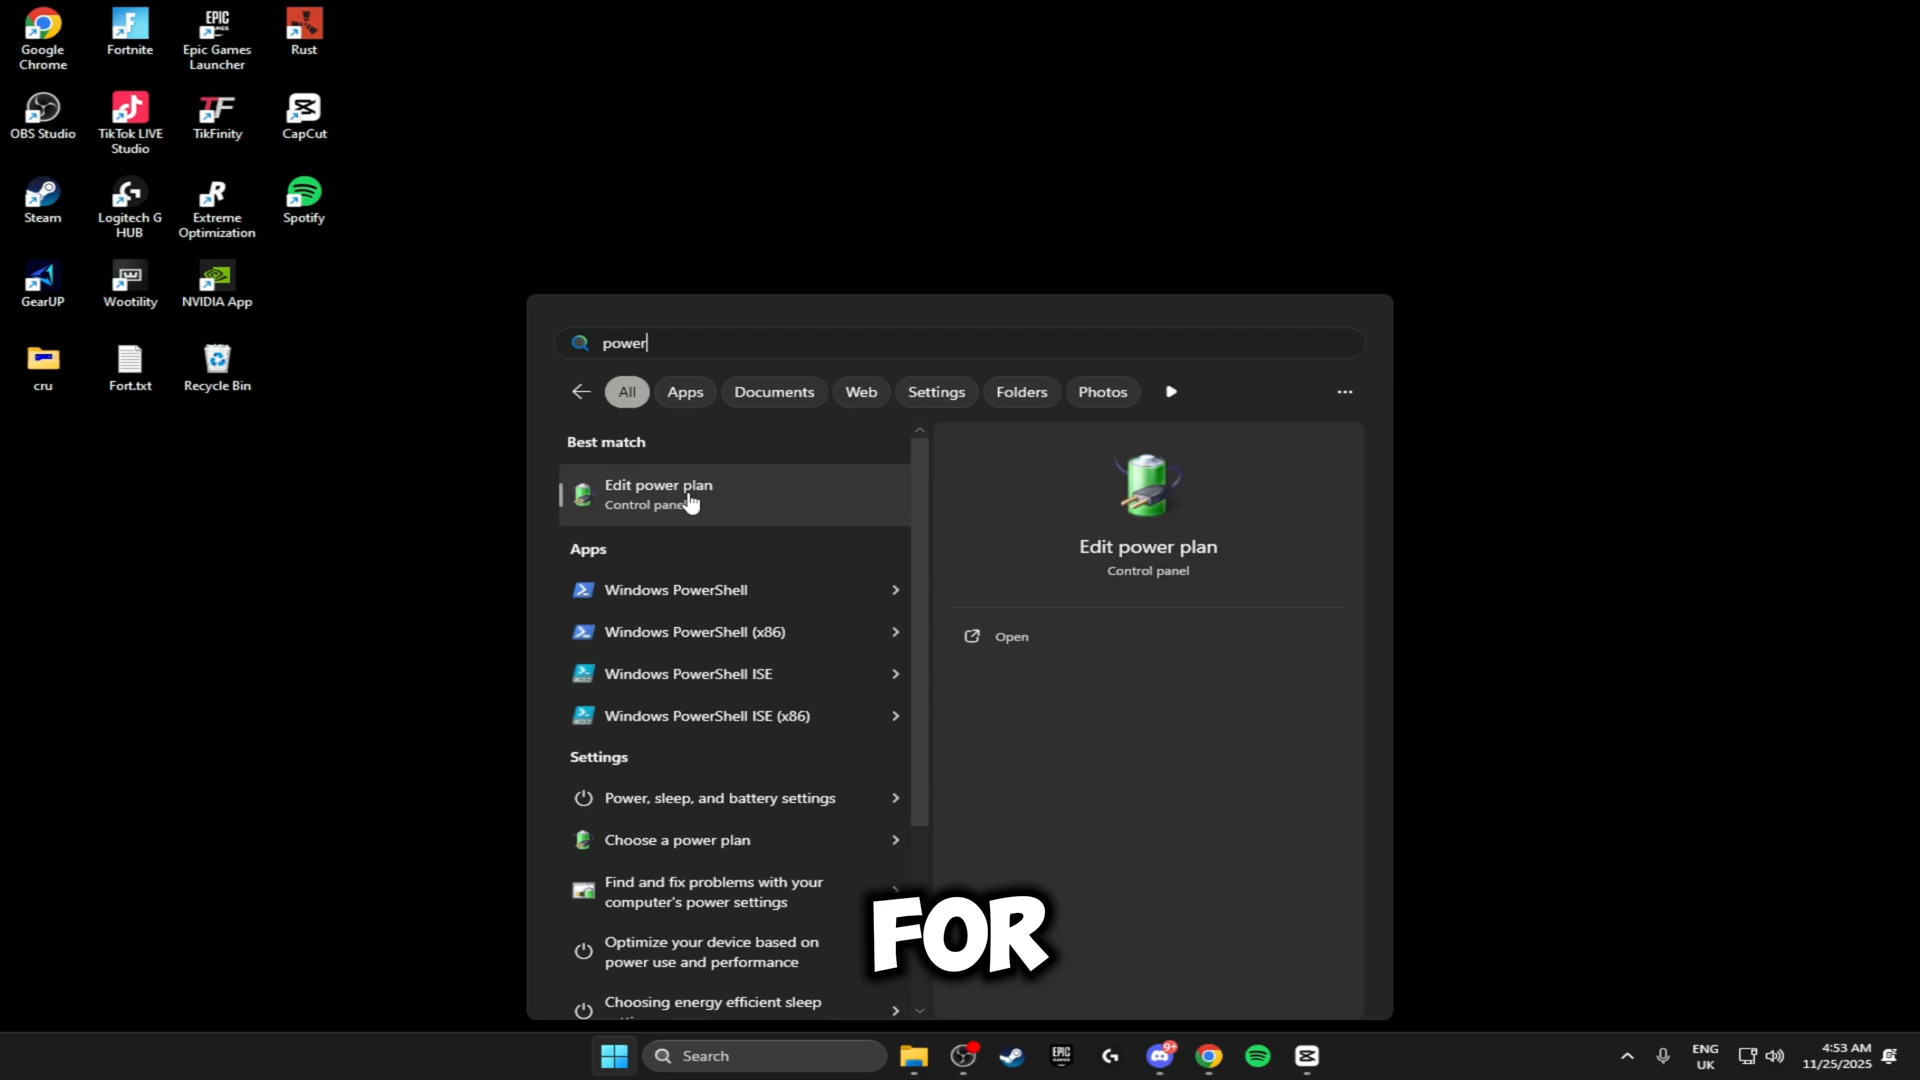 Google
Chrome
Fortnite
Epic Games
Launcher
Rust
OBS Studio
TikTok LIVE
Studio
TikFinity
CapCut
Steam
Logitech G
HUB
Extreme
Optimization
Spotify
GearUP
Wootility
NVIDIA App
cru
Fort.txt
Recycle Bin
power
All
Apps
Documents
Web
Settings
Folders
Photos
Best match
Edit power plan
Control panel
Apps
Windows PowerShell
Windows PowerShell (x86)
Windows PowerShell ISE
Windows PowerShell ISE (x86)
Settings
Power, sleep, and battery settings
Choose a power plan
Find and fix problems with your
computer's power settings
Optimize your device based on
power use and performance
Choosing energy efficient sleep
Edit power plan
Control panel
Open
FOR
Search
EPIC
9+
ENG
UK
4:53 AM
11/25/2025